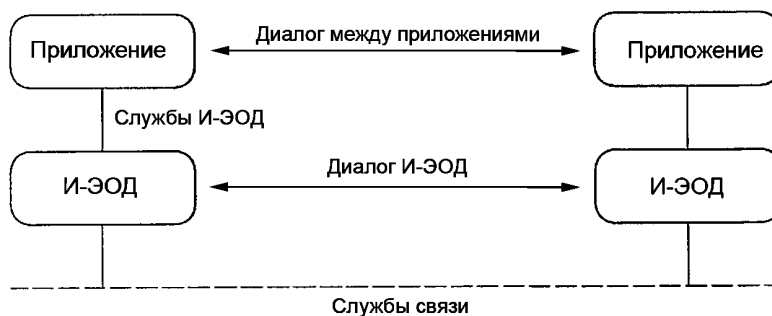 Приложение
Диалог между приложениями
Приложение
Службы И-ЭОД
И-ЭОД
Диалог И-ЭОД
И-ЭОД
Службы связи